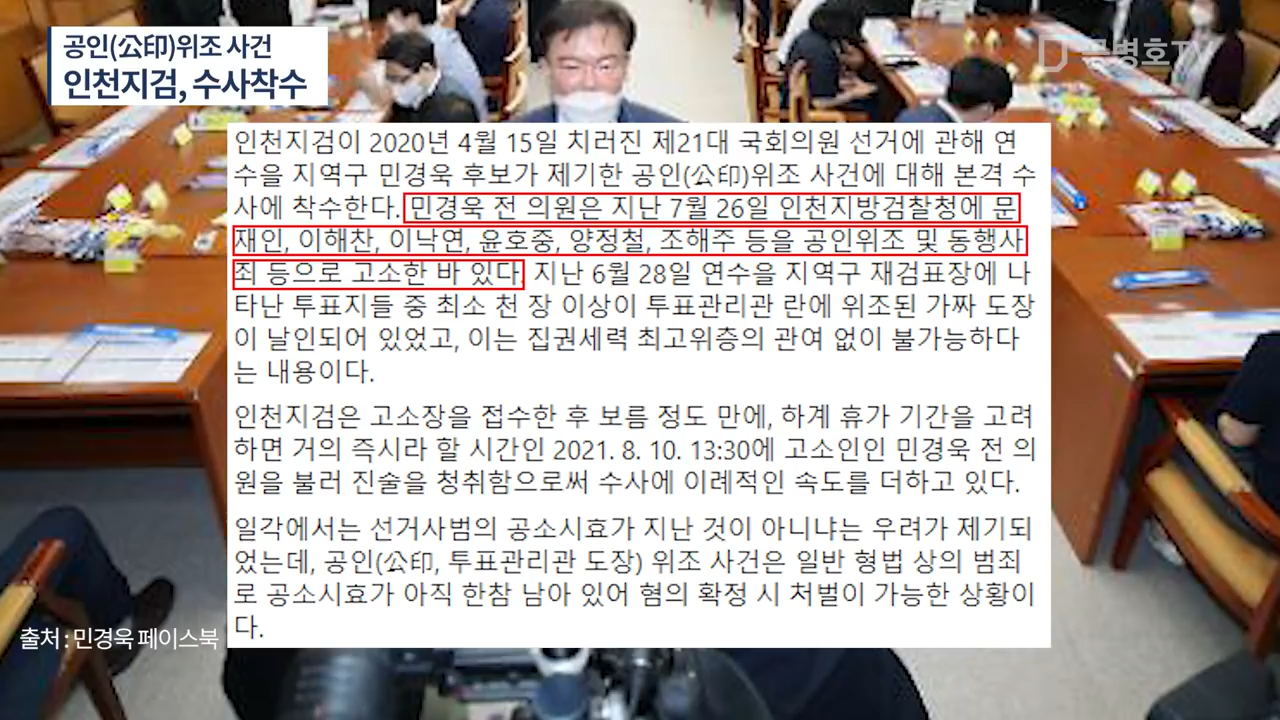 공인(公印)위조 사건
인천지검, 수사착수
문병호TV
인천지검이 2020년 4월 15일 치러진 제21대 국회의원 선거에 관해 연
수을 지역구 민경욱 후보가 제기한 공인(公印)위조 사건에 대해 본격 수
사에 착수한다. 민경욱 전 의원은 지난 7월 26일 인천지방검찰청에 문
재인, 이해찬, 이낙연, 윤호중, 양정철, 조해주 등을 공인위조 및 동행사
죄 등으로 고소한 바 있다. 지난 6월 28일 연수을 지역구 재검표장에 나
타난 투표지들 중 최소 천 장 이상이 투표관리관 란에 위조된 가짜 도장
이 날인되어 있었고, 이는 집권세력 최고위층의 관여 없이 불가능하다
는 내용이다.
인천지검은 고소장을 접수한 후 보름 정도 만에, 하계 휴가 기간을 고려
하면 거의 즉시라 할 시간인 2021. 8. 10. 13:30에 고소인인 민경욱 전 의
원을 불러 진술을 청취함으로써 수사에 이례적인 속도를 더하고 있다.
일각에서는 선거사범의 공소시효가 지난 것이 아니냐는 우려가 제기되
었는데, 공인(公印, 투표관리관 도장) 위조 사건은 일반 형법 상의 범죄
로 공소시효가 아직 한참 남아 있어 혐의 확정 시 처벌이 가능한 상황이
다.
출처 : 민경욱 페이스북